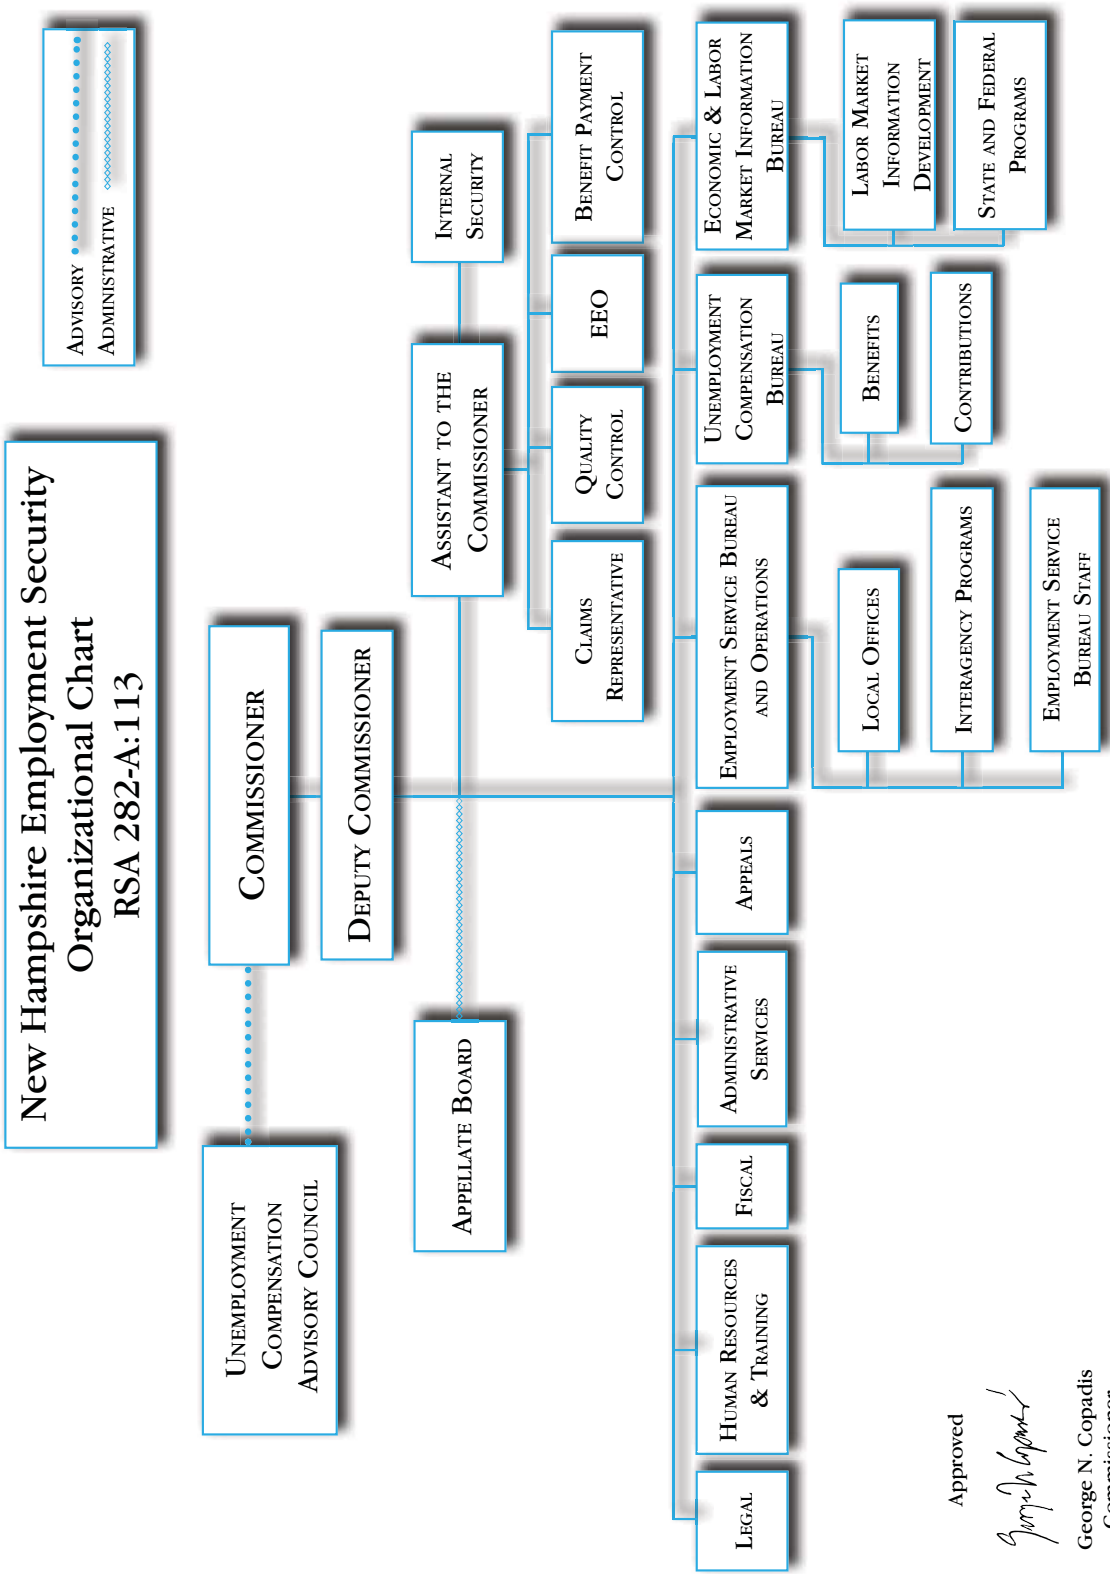 New Hampshire Employment Security
Organizational Chart
RSA 282-A:113
ADVISORY
ADMINISTRATIVE
UNEMPLOYMENT
COMPENSATION
ADVISORY COUNCIL
COMMISSIONER
DEPUTY COMMISSIONER
APPELLATE BOARD
ASSISTANT TO THE
COMMISSIONER
INTERNAL
SECURITY
CLAIMS
REPRESENTATIVE
QUALITY
CONTROL
EEO
BENEFIT PAYMENT
CONTROL
LEGAL
HUMAN RESOURCES
& TRAINING
FISCAL
ADMINISTRATIVE
SERVICES
APPEALS
EMPLOYMENT SERVICE BUREAU
AND OPERATIONS
UNEMPLOYMENT
COMPENSATION
BUREAU
ECONOMIC & LABOR
MARKET INFORMATION
BUREAU
LOCAL OFFICES
INTERAGENCY PROGRAMS
EMPLOYMENT SERVICE
BUREAU STAFF
BENEFITS
CONTRIBUTIONS
LABOR MARKET
INFORMATION
DEVELOPMENT
STATE AND FEDERAL
PROGRAMS
Approved
George N. Copadis
George N. Copadis
Commissioner